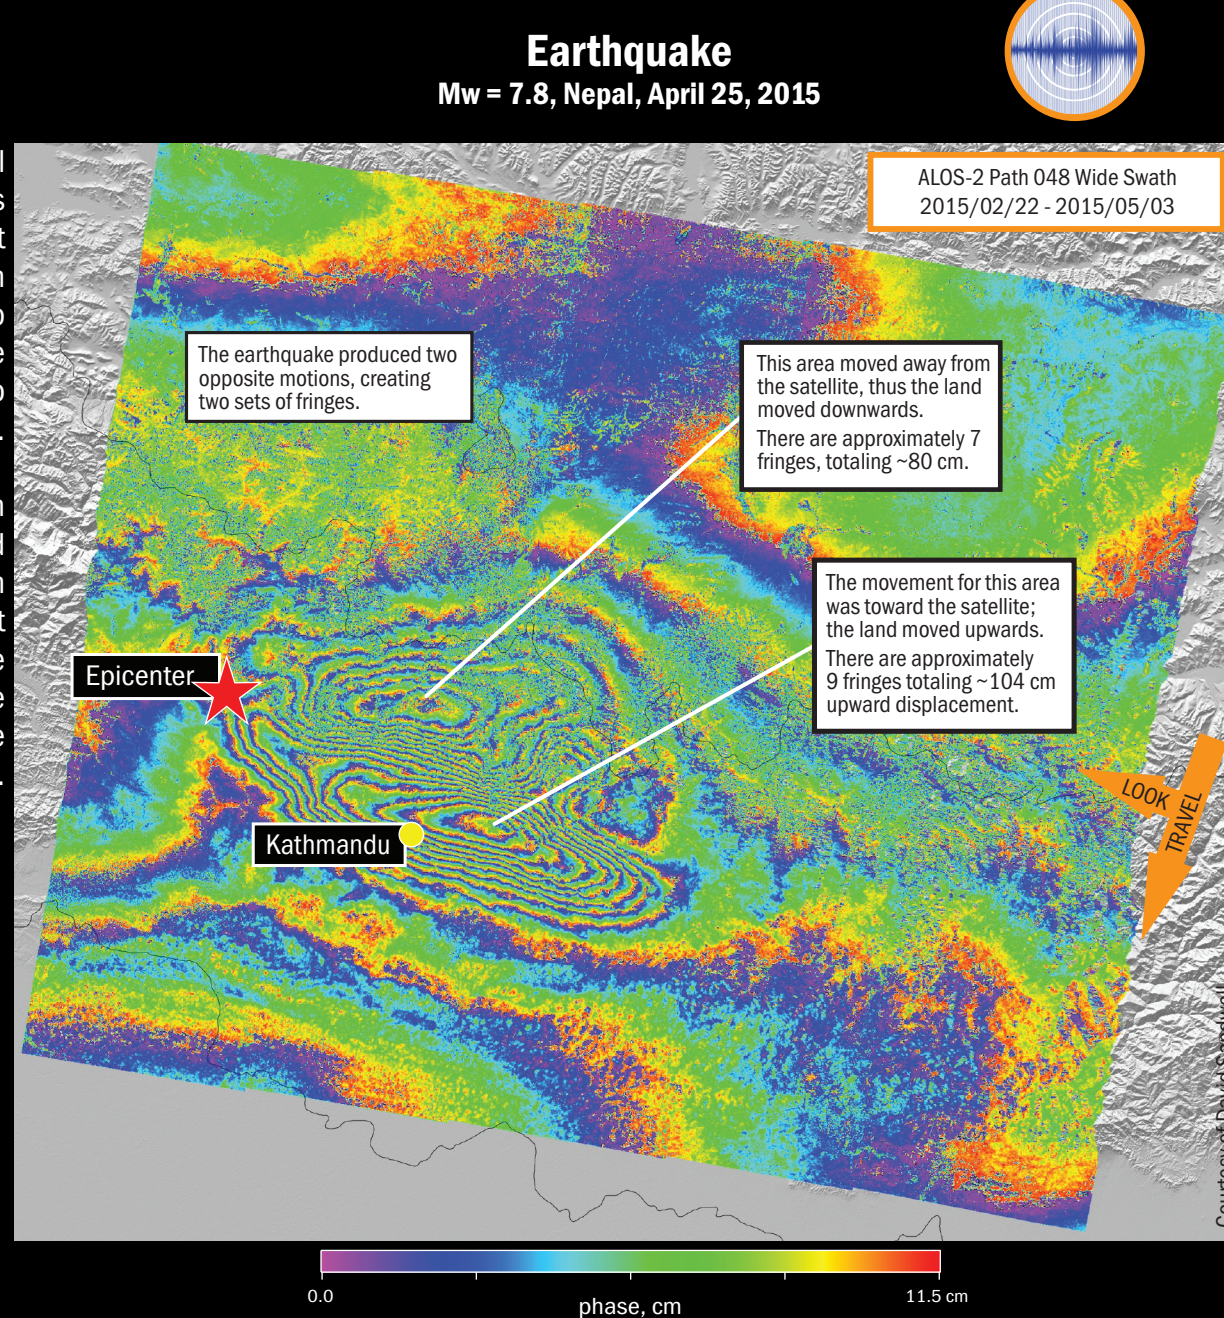 Earthquake
Mw = 7.8, Nepal, April 25, 2015
ALOS-2 Path 048 Wide Swath
2015/02/22 - 2015/05/03
The earthquake produced two
opposite motions, creating
two sets of fringes.
This area moved away from
the satellite, thus the land
moved downwards.
There are approximately 7
fringes, totaling ~80 cm.
The movement for this area
was toward the satellite;
the land moved upwards.
There are approximately
9 fringes totaling ~104 cm
upward displacement.
Epicenter
Kathmandu
LOOK
TRAVEL
0.0
11.5 cm
phase, cm